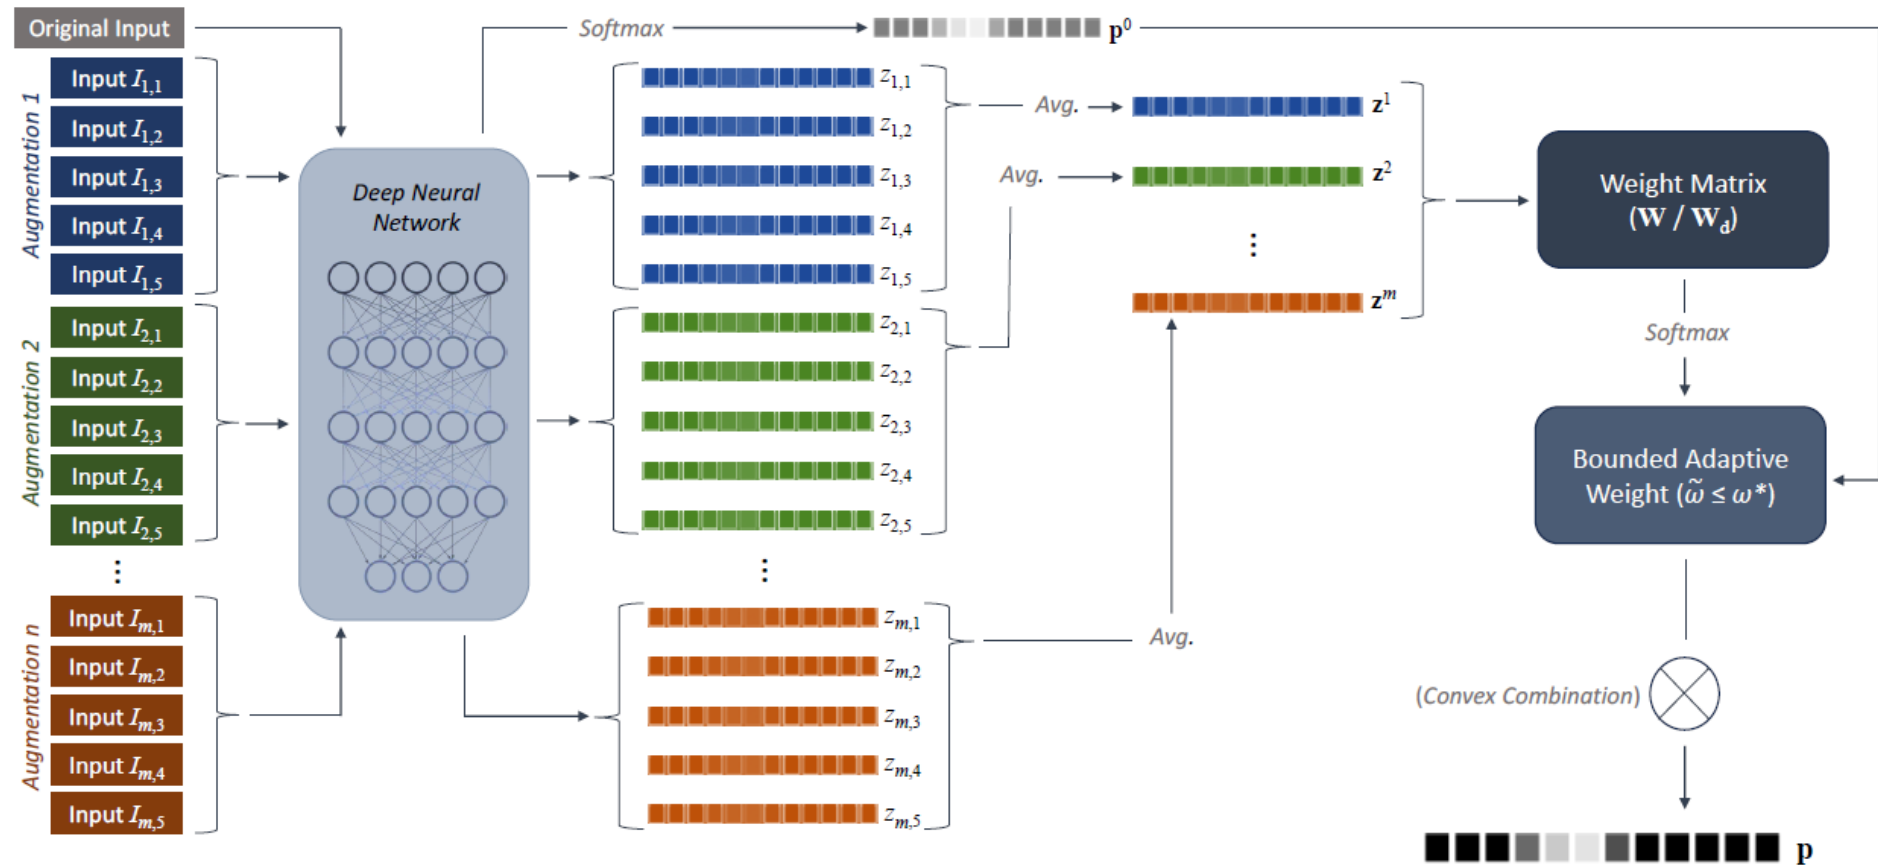 Original Input
Softmax
p⁰
Augmentation 1
Input I₁,₁
Input I₁,₂
Input I₁,₃
Input I₁,₄
Input I₁,₅
Augmentation 2
Input I₂,₁
Input I₂,₂
Input I₂,₃
Input I₂,₄
Input I₂,₅
⋮
Augmentation n
Input Iₘ,₁
Input Iₘ,₂
Input Iₘ,₃
Input Iₘ,₄
Input Iₘ,₅
Deep Neural
Network
z₁,₁
z₁,₂
z₁,₃
z₁,₄
z₁,₅
z₂,₁
z₂,₂
z₂,₃
z₂,₄
z₂,₅
⋮
zₘ,₁
zₘ,₂
zₘ,₃
zₘ,₄
zₘ,₅
Avg.
Avg.
Avg.
z¹
z²
⋮
zᵐ
Weight Matrix
(W / W_d)
Softmax
Bounded Adaptive
Weight (ω̃ ≤ ω*)
(Convex Combination)
p